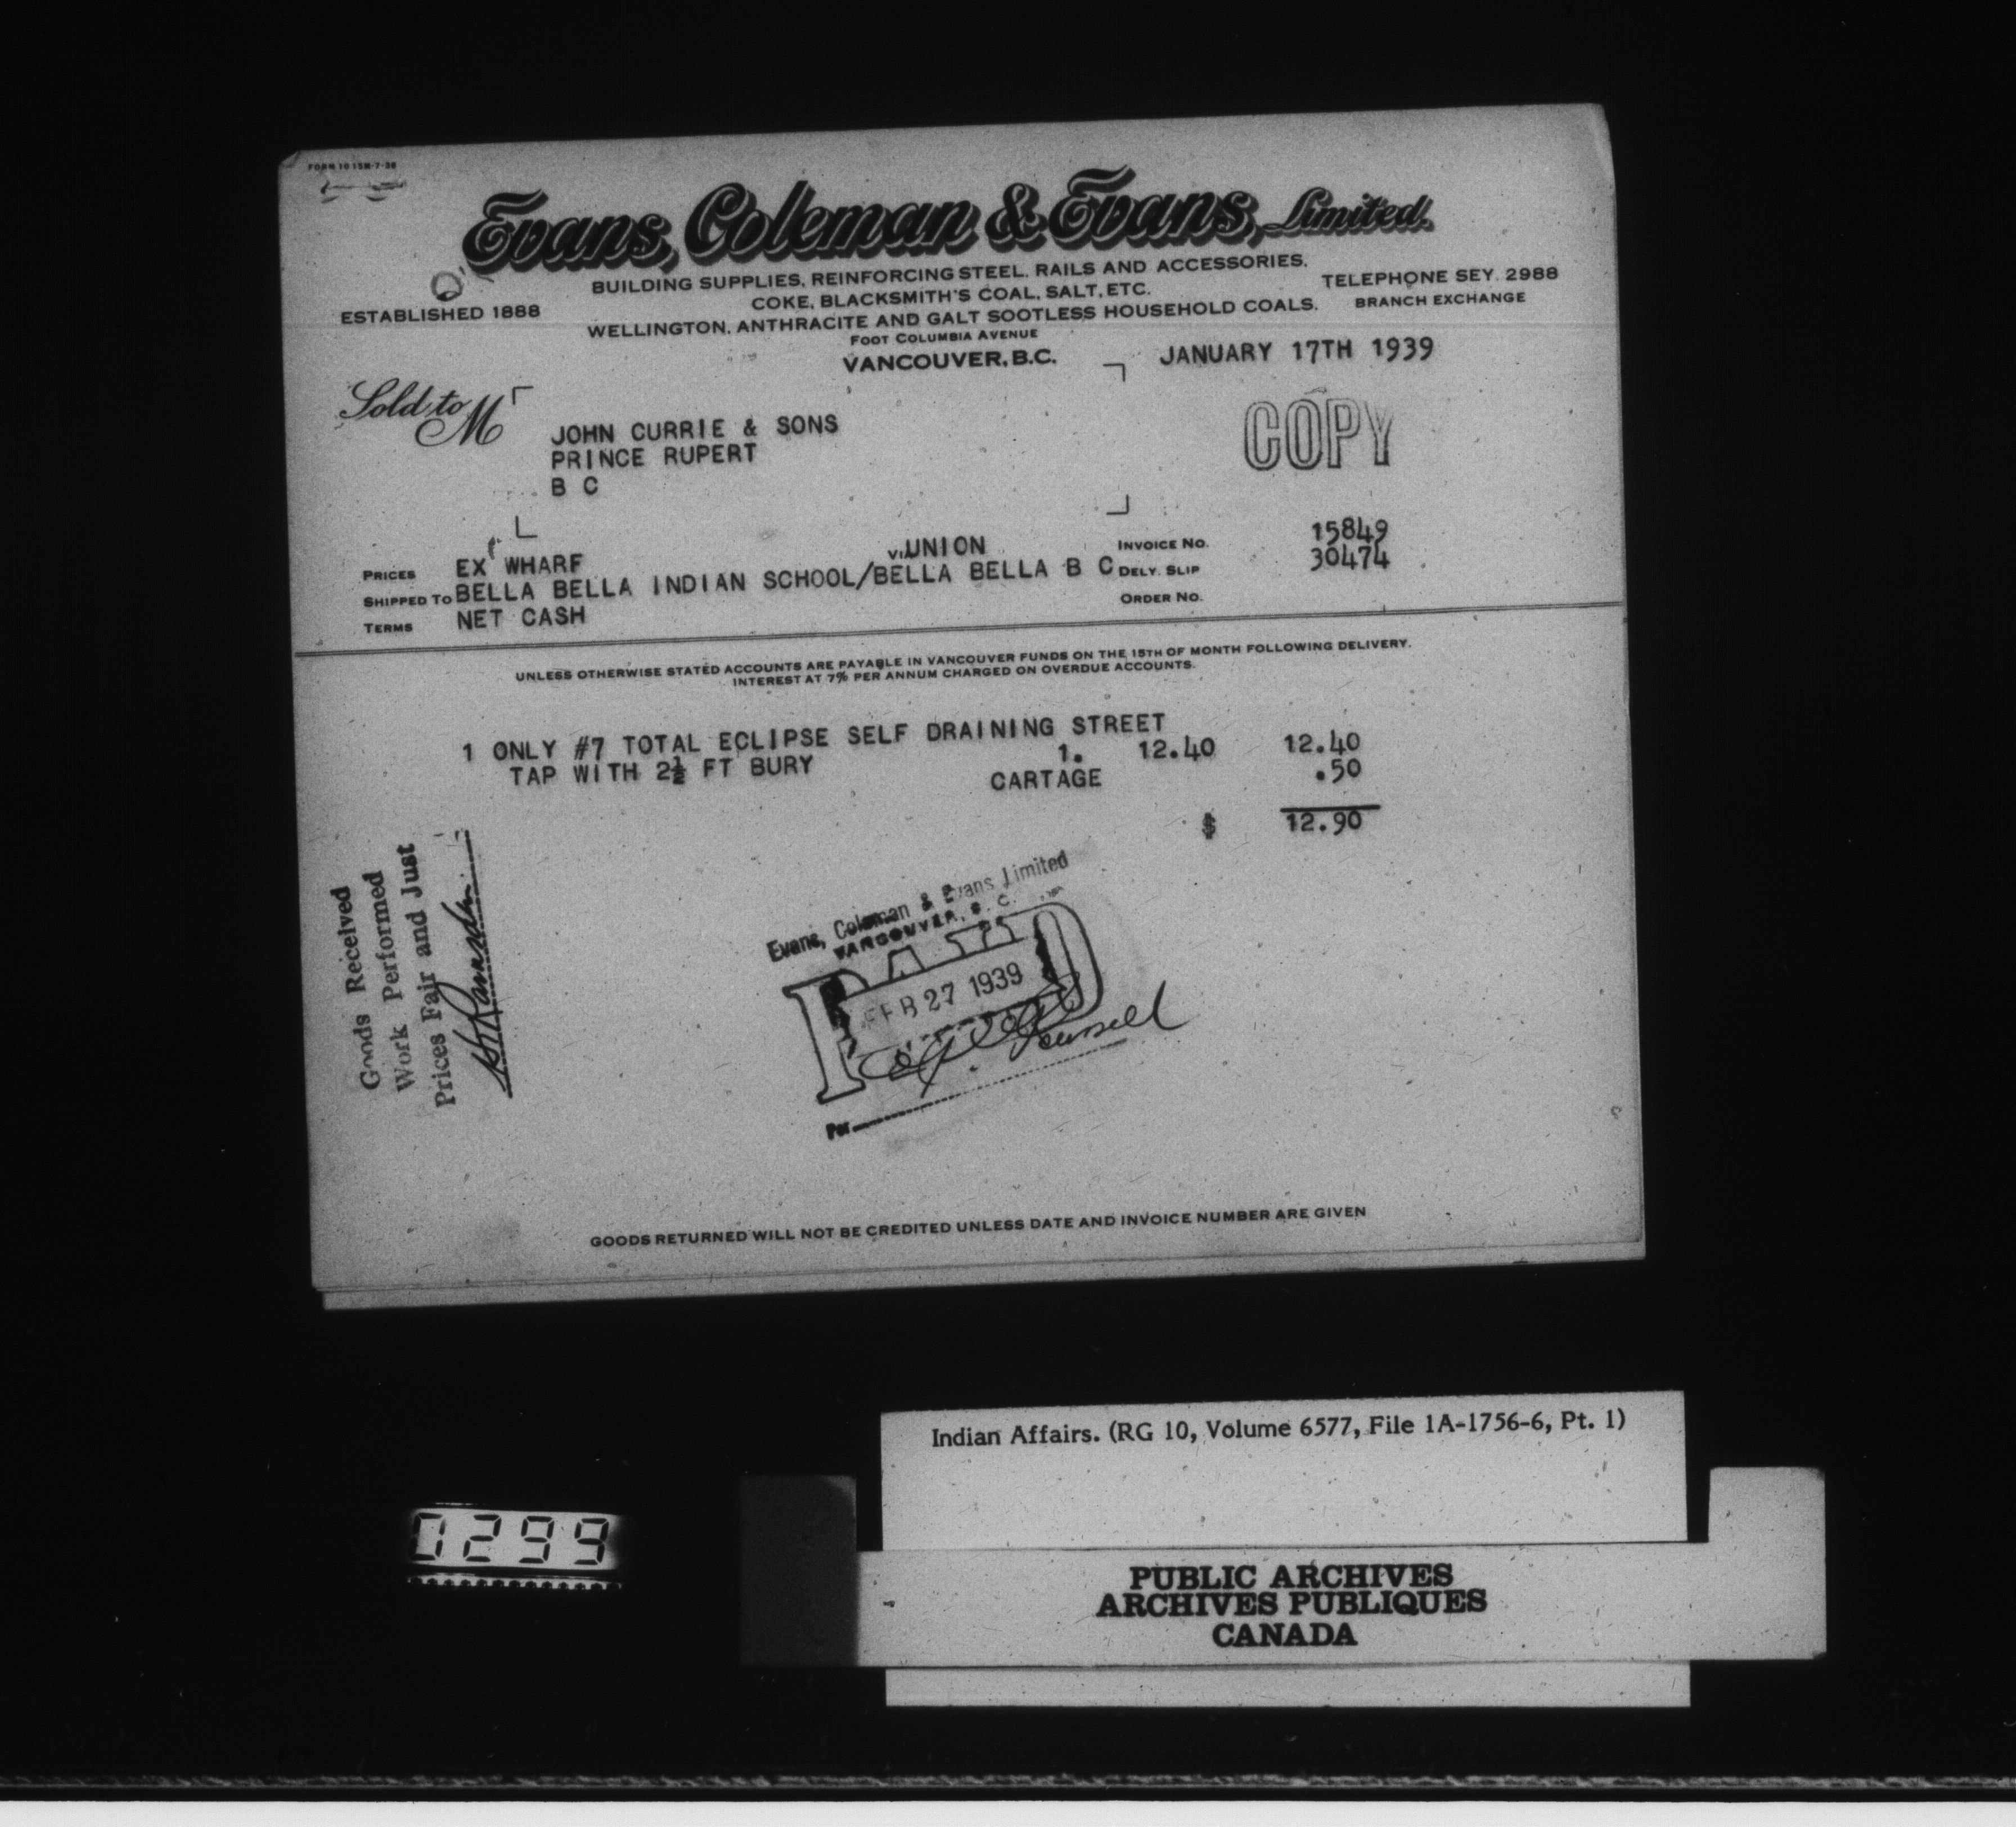 FORM 10 15M-7-38
Evans, Coleman & Evans, Limited.
BUILDING SUPPLIES, REINFORCING STEEL, RAILS AND ACCESSORIES,
COKE, BLACKSMITH'S COAL, SALT, ETC.
WELLINGTON, ANTHRACITE AND GALT SOOTLESS HOUSEHOLD COALS.
ESTABLISHED 1888
TELEPHONE SEY. 2988
BRANCH EXCHANGE
FOOT COLUMBIA AVENUE
VANCOUVER, B.C.
JANUARY 17TH 1939
Sold to M
JOHN CURRIE & SONS
PRINCE RUPERT
B C
COPY
PRICES EX WHARF
VIA UNION
INVOICE NO. 15849
SHIPPED TO BELLA BELLA INDIAN SCHOOL/BELLA BELLA B C
DELY. SLIP 30474
TERMS NET CASH
ORDER NO.
UNLESS OTHERWISE STATED ACCOUNTS ARE PAYABLE IN VANCOUVER FUNDS ON THE 15TH OF MONTH FOLLOWING DELIVERY.
INTEREST AT 7% PER ANNUM CHARGED ON OVERDUE ACCOUNTS.
1 ONLY #7 TOTAL ECLIPSE SELF DRAINING STREET
TAP WITH 2½ FT BURY 1. 12.40 12.40
CARTAGE .50
$ 12.90
Goods Received
Work Performed
Prices Fair and Just
Evans, Coleman & Evans Limited
VANCOUVER, B. C.
PAID
FEB 27 1939
Per
GOODS RETURNED WILL NOT BE CREDITED UNLESS DATE AND INVOICE NUMBER ARE GIVEN
Indian Affairs. (RG 10, Volume 6577, File 1A-1756-6, Pt. 1)
0299
PUBLIC ARCHIVES
ARCHIVES PUBLIQUES
CANADA